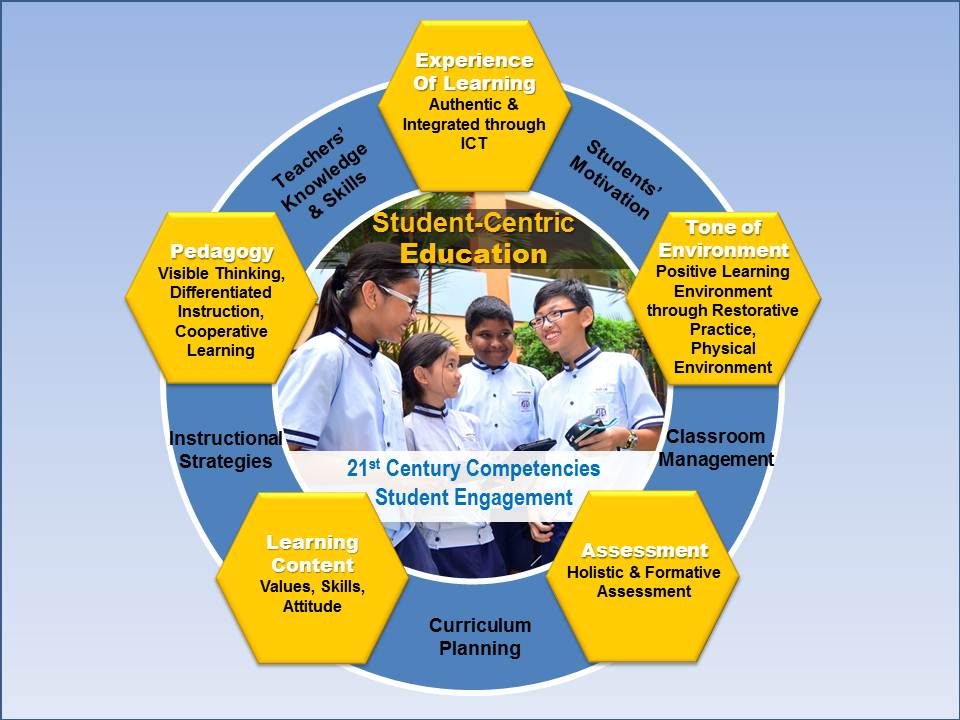 Experience
Of Learning
Authentic &
Integrated through
ICT
Teachers'
Knowledge
& Skills
Students'
Motivation
Student-Centric
Education
Pedagogy
Visible Thinking,
Differentiated
Instruction,
Cooperative
Learning
Tone of
Environment
Positive Learning
Environment
through Restorative
Practice,
Physical
Environment
Instructional
Strategies
Classroom
Management
21st Century Competencies
Student Engagement
Learning
Content
Values, Skills,
Attitude
Assessment
Holistic & Formative
Assessment
Curriculum
Planning